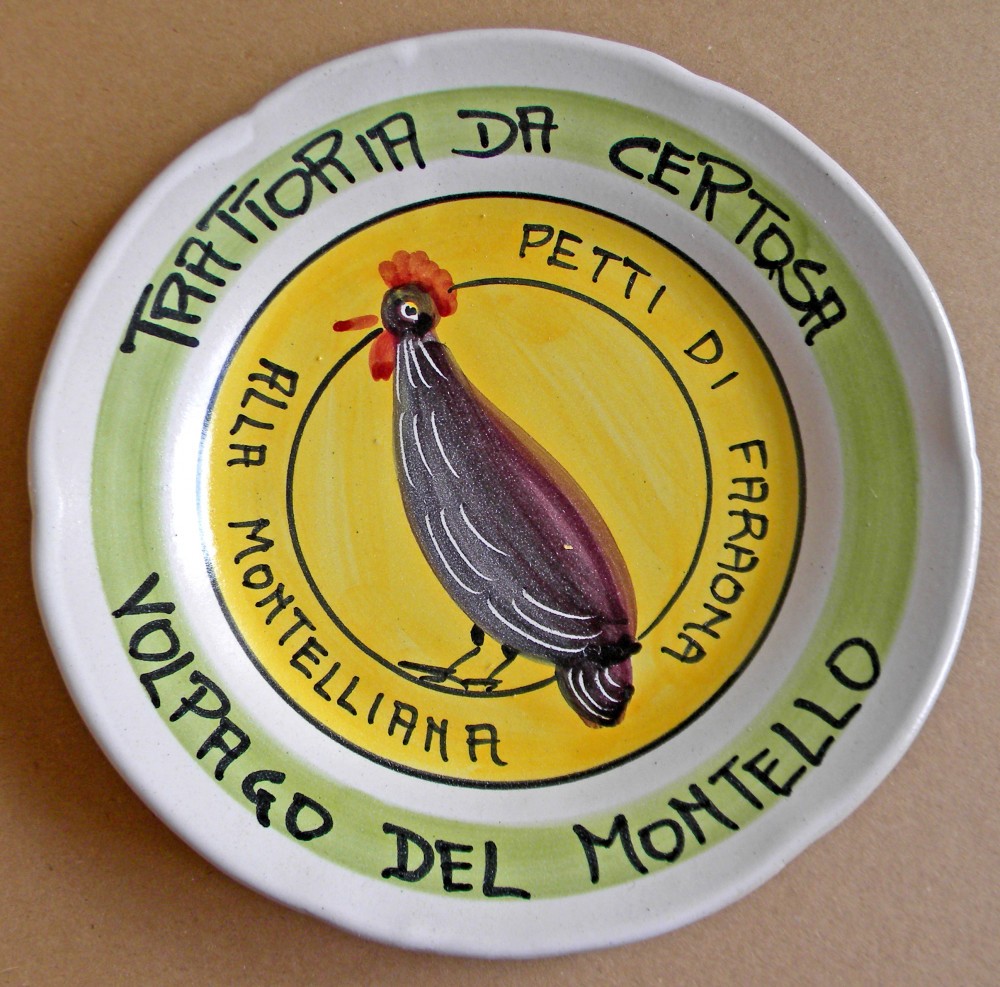 TRATTORIA DA CERTOSA
PETTI DI FARAONA
ALLA MONTELLIANA
VOLPAGO DEL MONTELLO